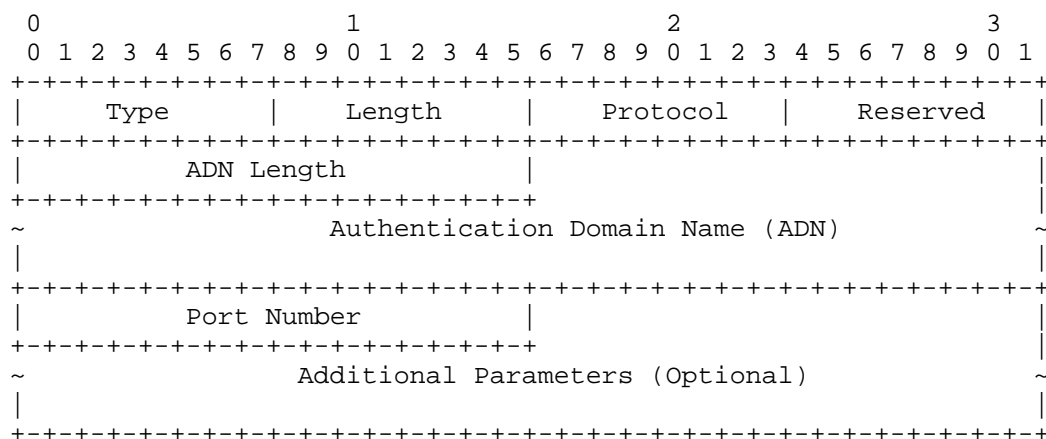 0                   1                   2                   3
 0 1 2 3 4 5 6 7 8 9 0 1 2 3 4 5 6 7 8 9 0 1 2 3 4 5 6 7 8 9 0 1
+-+-+-+-+-+-+-+-+-+-+-+-+-+-+-+-+-+-+-+-+-+-+-+-+-+-+-+-+-+-+-+-+
|     Type      |    Length     |    Protocol   |    Reserved   |
+-+-+-+-+-+-+-+-+-+-+-+-+-+-+-+-+-+-+-+-+-+-+-+-+-+-+-+-+-+-+-+-+
|          ADN Length           |                               |
+-+-+-+-+-+-+-+-+-+-+-+-+-+-+-+-+                               |
~                   Authentication Domain Name (ADN)            ~
|                                                               |
+-+-+-+-+-+-+-+-+-+-+-+-+-+-+-+-+-+-+-+-+-+-+-+-+-+-+-+-+-+-+-+-+
|          Port Number          |                               |
+-+-+-+-+-+-+-+-+-+-+-+-+-+-+-+-+                               |
~                 Additional Parameters (Optional)              ~
|                                                               |
+-+-+-+-+-+-+-+-+-+-+-+-+-+-+-+-+-+-+-+-+-+-+-+-+-+-+-+-+-+-+-+-+